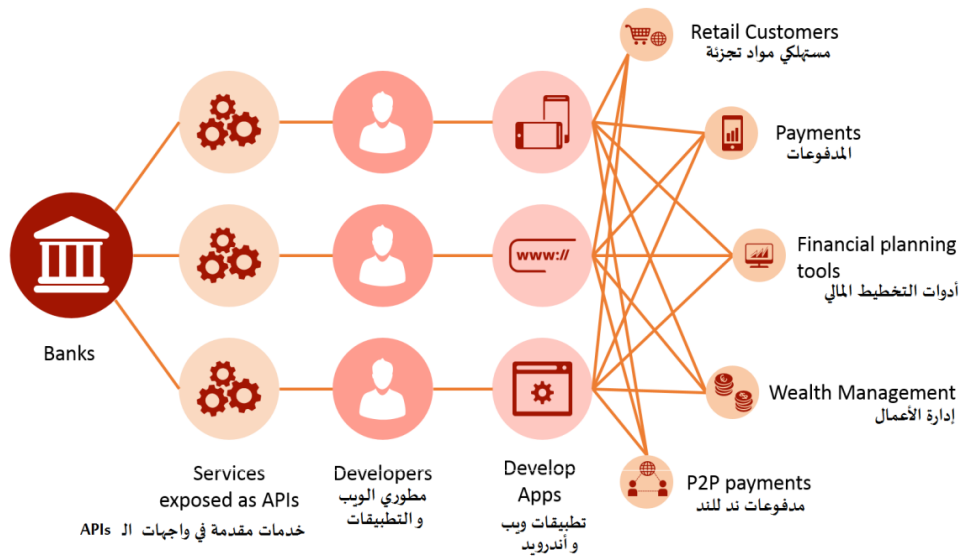 Banks
Services
exposed as APIs
خدمات مقدمة في واجهات الـ APIs
Developers
مطوري الويب
و التطبيقات
www://
Develop
Apps
تطبيقات ويب
و أندرويد
Retail Customers
مستهلكي مواد تجزئة
Payments
المدفوعات
Financial planning
tools
أدوات التخطيط المالي
Wealth Management
إدارة الأعمال
P2P payments
مدفوعات ند للند